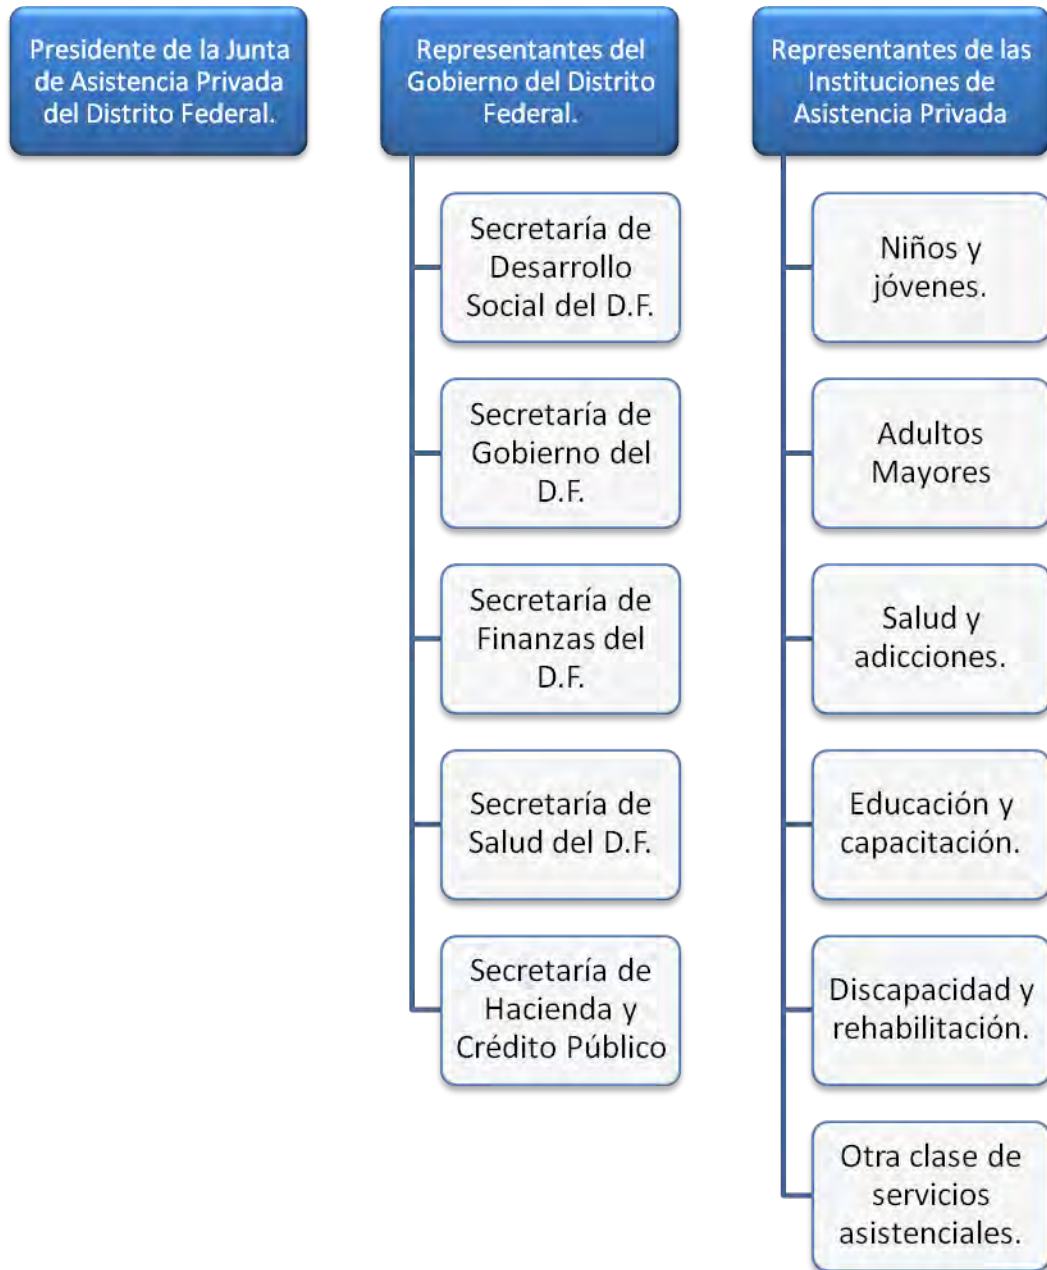 Presidente de la Junta
de Asistencia Privada
del Distrito Federal.
Representantes del
Gobierno del Distrito
Federal.
Secretaría de
Desarrollo
Social del D.F.
Secretaría de
Gobierno del
D.F.
Secretaría de
Finanzas del
D.F.
Secretaría de
Salud del D.F.
Secretaría de
Hacienda y
Crédito Público
Representantes de las
Instituciones de
Asistencia Privada
Niños y
jóvenes.
Adultos
Mayores
Salud y
adicciones.
Educación y
capacitación.
Discapacidad y
rehabilitación.
Otra clase de
servicios
asistenciales.